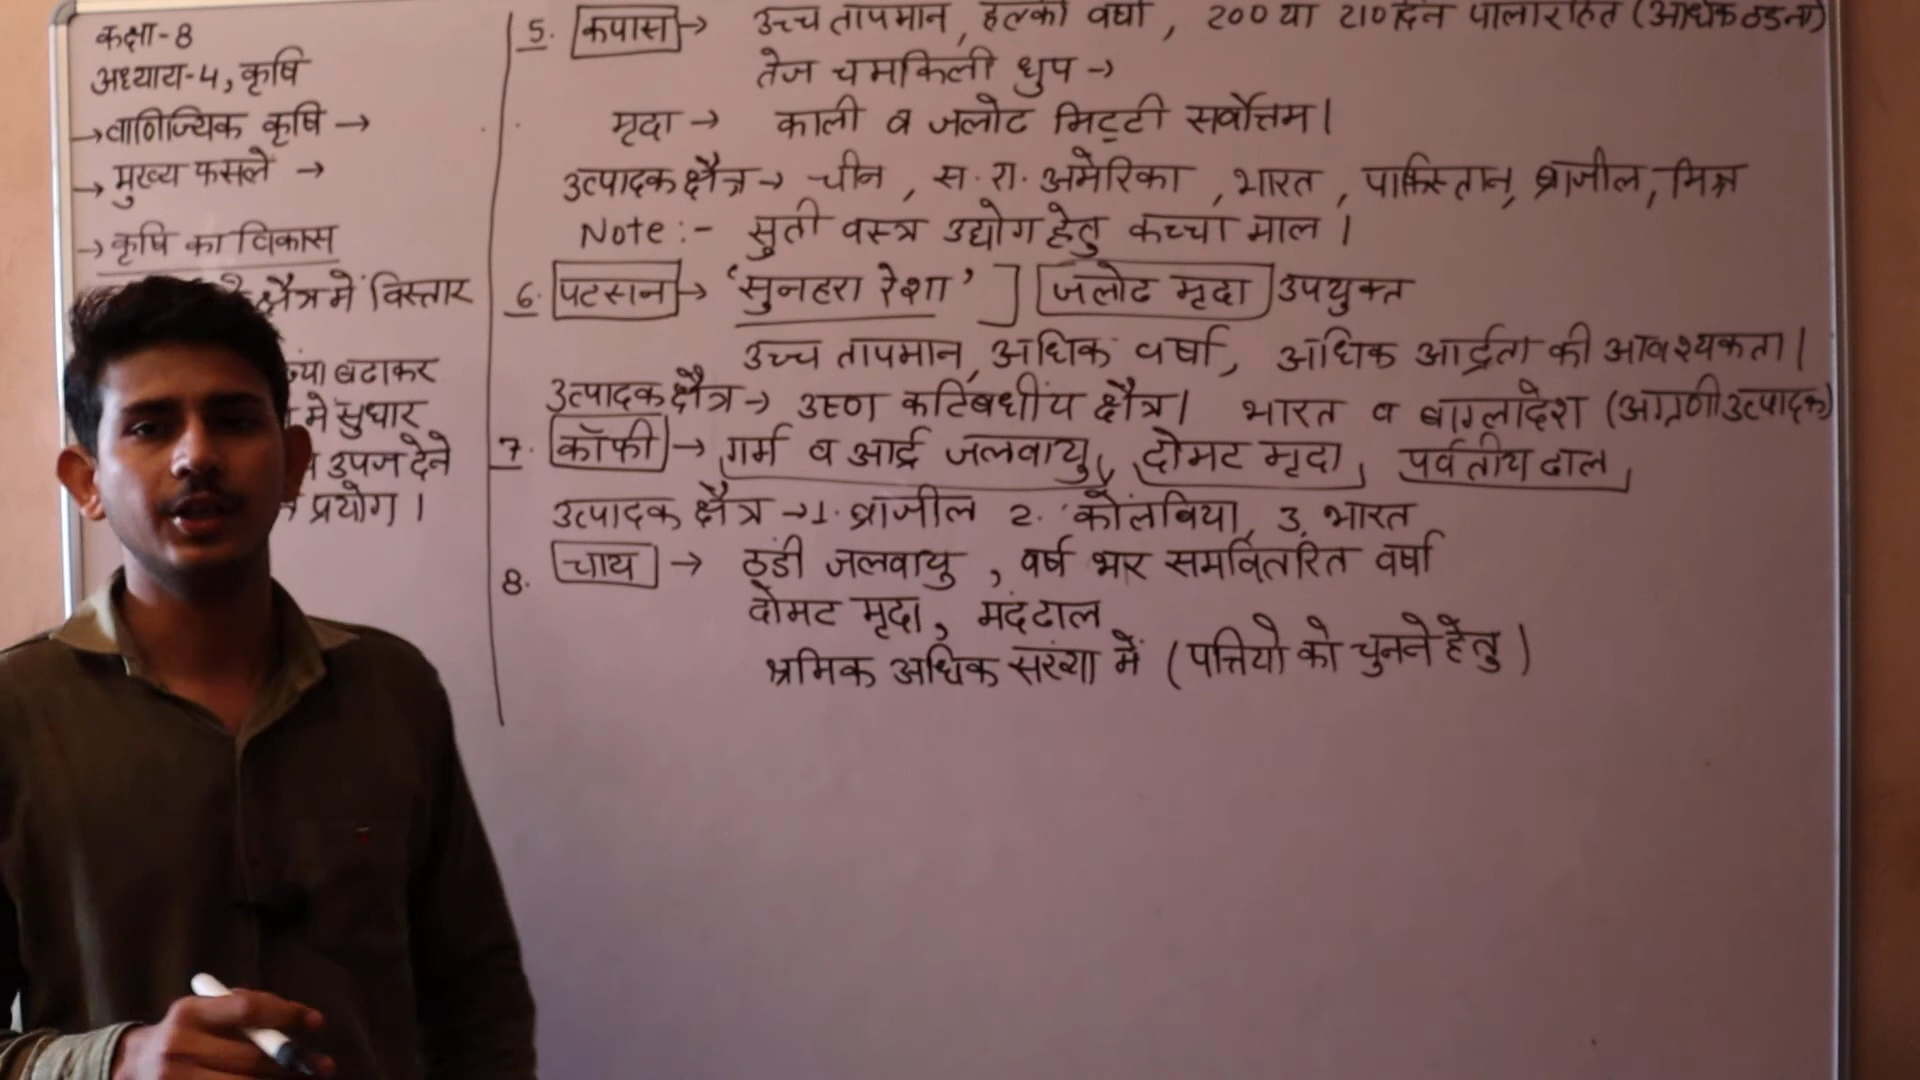 कक्षा-8
अध्याय-4, कृषि
→ वाणिज्यिक कृषि →
→ मुख्य फसले →
→ कृषि का विकास
क्षैत्र में विस्तार
बढाकर
मे सुधार
उपज देने
प्रयोग ।
5. कपास → उच्च तापमान, हल्की वर्षा, 200 या 210 दिन पालारहित (अधिक ठंड ना)
तेज चमकिली धुप →
मृदा → काली व जलोढ मिट्टी सर्वोत्तम ।
उत्पादक क्षैत्र → चीन, स. रा. अमेरिका, भारत, पाकिस्तान, ब्राजील, मिस्र
Note :- सुती वस्त्र उद्योग हेतु कच्चा माल ।
6. पटसन → 'सुनहरा रेशा' ] जलोढ मृदा उपयुक्त
उच्च तापमान, अधिक वर्षा, अधिक आर्द्रता की आवश्यकता ।
उत्पादक क्षैत्र → उष्ण कटिबंधीय क्षैत्र । भारत व बांग्लादेश (अग्रणी उत्पादक)
7. कॉफी → गर्म व आर्द्र जलवायु, दोमट मृदा, पर्वतीय ढाल,
उत्पादक क्षैत्र → 1. ब्राजील 2. कोलंबिया, 3. भारत
8. चाय → ठंडी जलवायु, वर्ष भर समवितरित वर्षा
दोमट मृदा, मंद ढाल
श्रमिक अधिक संख्या में (पत्तियो को चुनने हेतु)